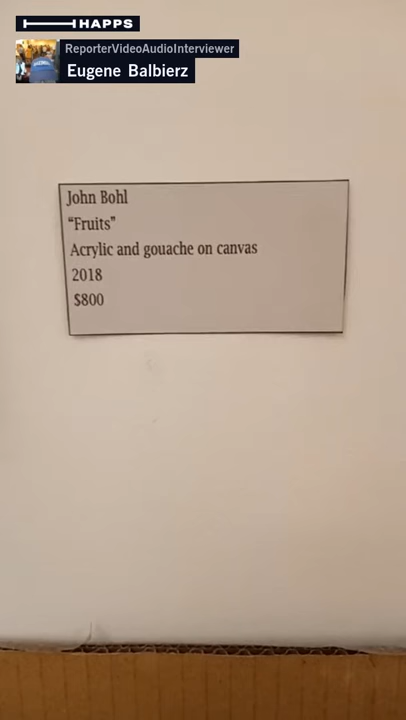 HAPPS
ReporterVideoAudioInterviewer
Eugene Balbierz
John Bohl
“Fruits”
Acrylic and gouache on canvas
2018
$800